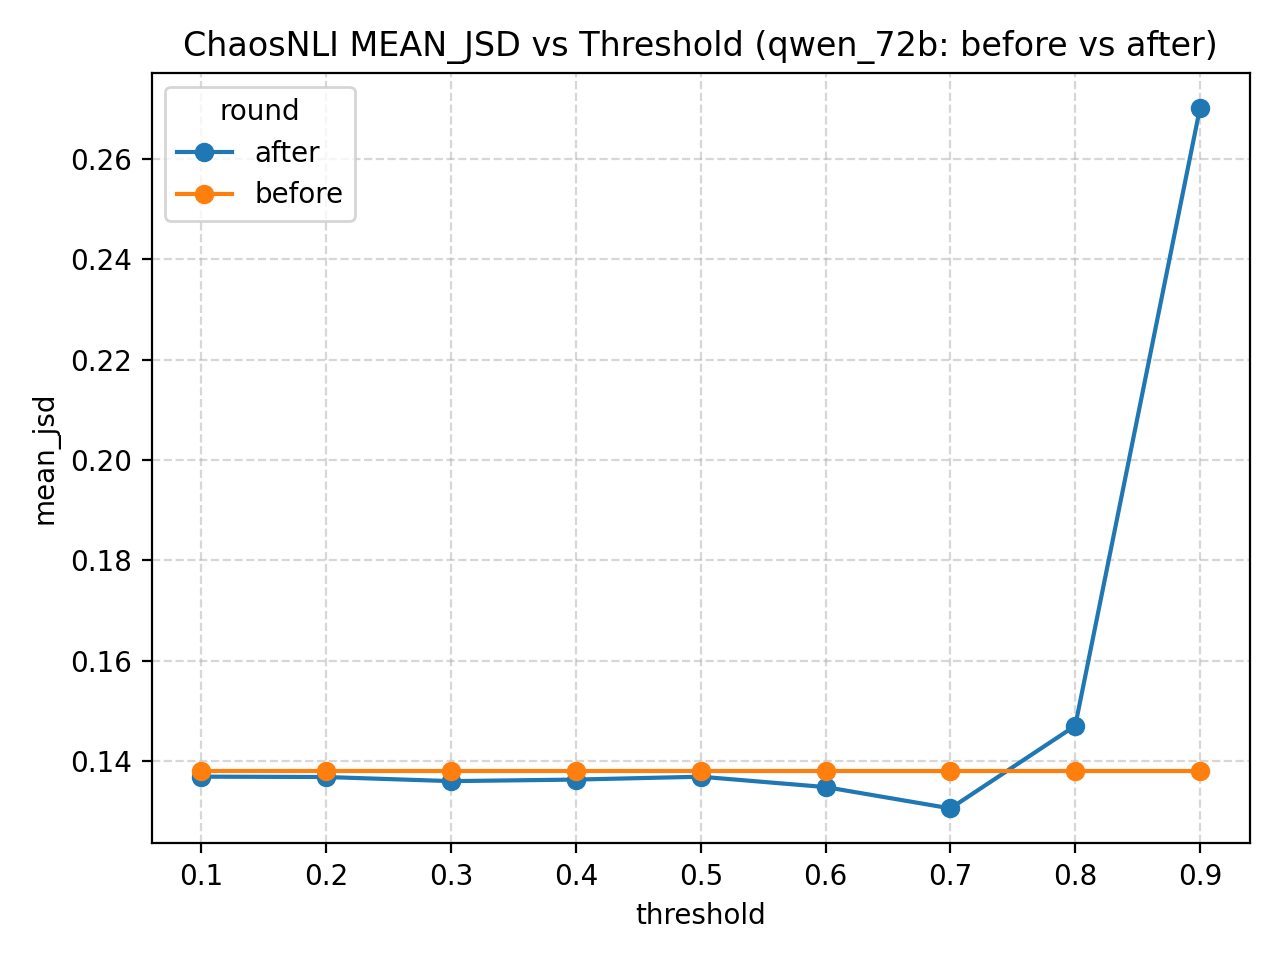 ChaosNLI MEAN_JSD vs Threshold (qwen_72b: before vs after)
round
after
before
mean_jsd
0.26
0.24
0.22
0.20
0.18
0.16
0.14
0.1 0.2 0.3 0.4 0.5 0.6 0.7 0.8 0.9
threshold